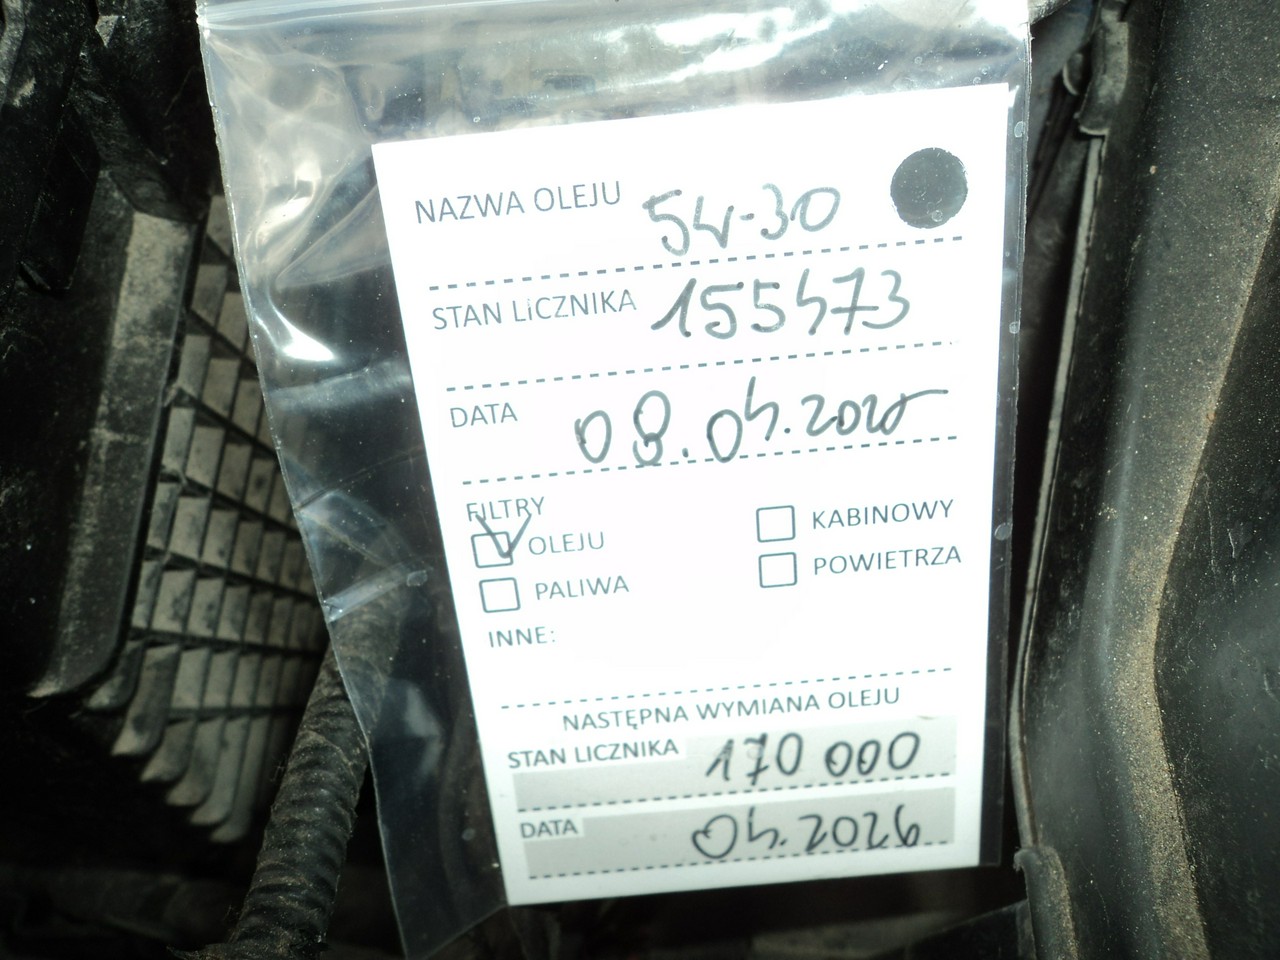 NAZWA OLEJU 5W-30
STAN LICZNIKA 155473
DATA 08.04.2025
FILTRY
OLEJU KABINOWY
PALIWA POWIETRZA
INNE:
NASTĘPNA WYMIANA OLEJU
STAN LICZNIKA 170 000
DATA 04.2026